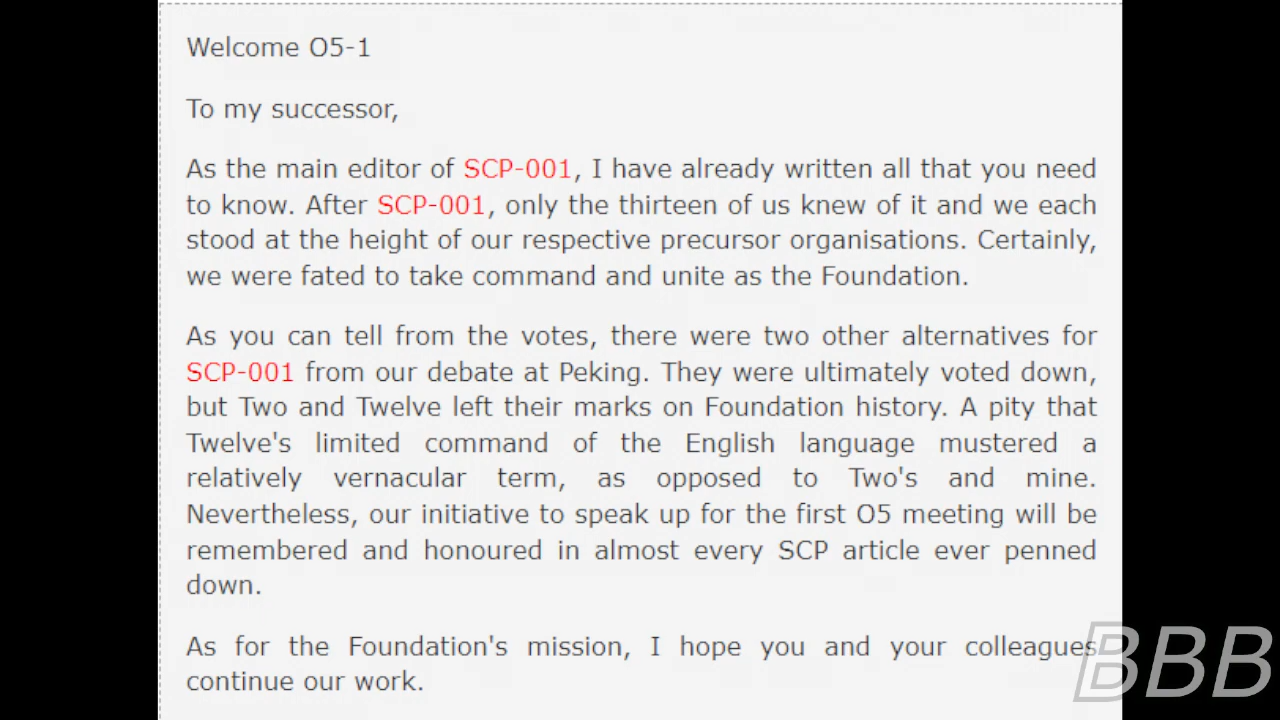 Welcome O5-1
To my successor,
As the main editor of SCP-001, I have already written all that you need
to know. After SCP-001, only the thirteen of us knew of it and we each
stood at the height of our respective precursor organisations. Certainly,
we were fated to take command and unite as the Foundation.
As you can tell from the votes, there were two other alternatives for
SCP-001 from our debate at Peking. They were ultimately voted down,
but Two and Twelve left their marks on Foundation history. A pity that
Twelve's limited command of the English language mustered a
relatively vernacular term, as opposed to Two's and mine.
Nevertheless, our initiative to speak up for the first O5 meeting will be
remembered and honoured in almost every SCP article ever penned
down.
As for the Foundation's mission, I hope you and your colleagues
continue our work.
BBB